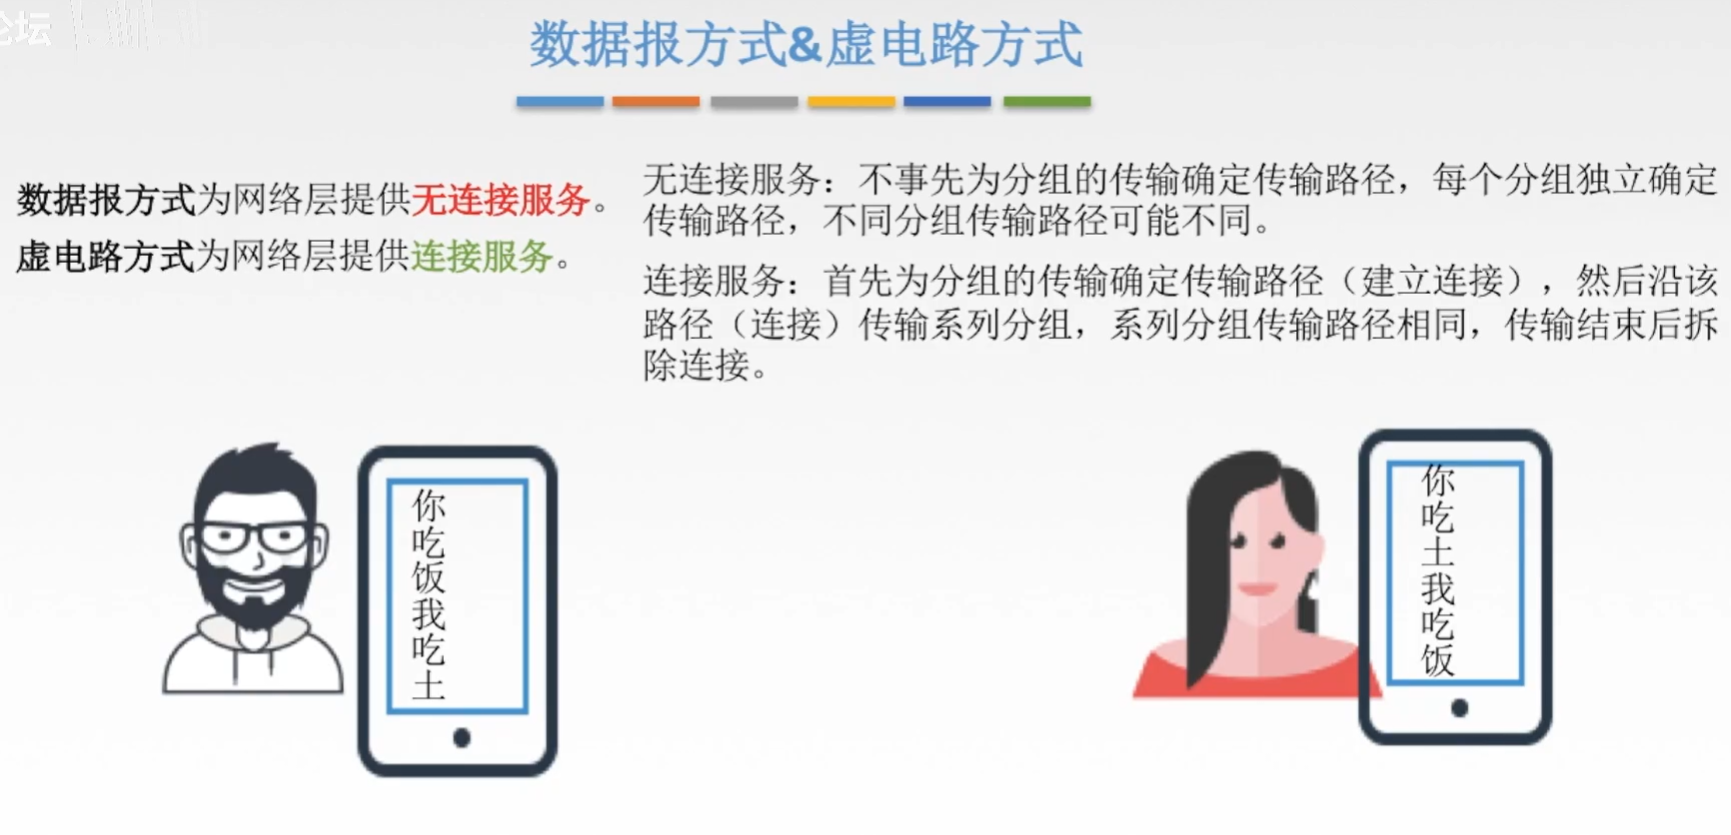 论坛
数据报方式&虚电路方式
数据报方式为网络层提供无连接服务。
虚电路方式为网络层提供连接服务。
无连接服务：不事先为分组的传输确定传输路径，每个分组独立确定
传输路径，不同分组传输路径可能不同。
连接服务：首先为分组的传输确定传输路径（建立连接），然后沿该
路径（连接）传输系列分组，系列分组传输路径相同，传输结束后拆
除连接。
你吃饭我吃土
你吃土我吃饭